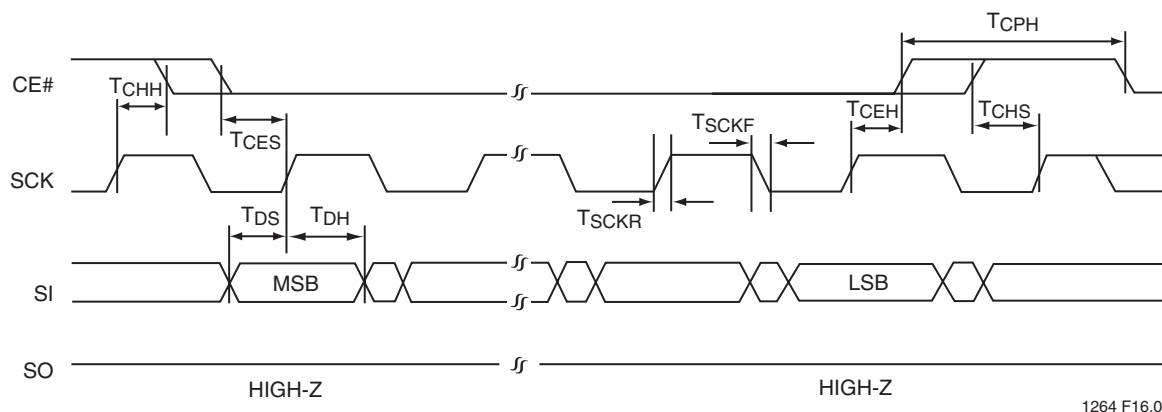 TCPH
CE#
TCHH
TCES
TSCKF
TCEH
TCHS
SCK
TSCKR
TDS
TDH
SI
MSB
LSB
SO
HIGH-Z
HIGH-Z
1264 F16.0